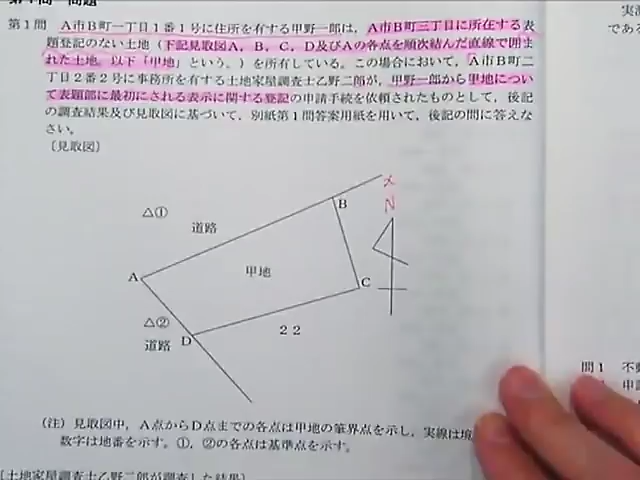 第1問 A市B町一丁目1番1号に住所を有する甲野一郎は，A市B町三丁目に所在する表
題登記のない土地（下記見取図A，B，C，D及びAの各点を順次結んだ直線で囲ま
れた土地。以下「甲地」という。）を所有している。この場合において，A市B町二
丁目2番2号に事務所を有する土地家屋調査士乙野二郎が，甲野一郎から甲地につい
て表題部に最初にされる表示に関する登記の申請手続を依頼されたものとして，後記
の調査結果及び見取図に基づいて，別紙第1問答案用紙を用いて，後記の問に答えな
さい。
〔見取図〕
x
N
△①
道路
B
甲地
A
C
△②
道路
D
22
（注）見取図中，A点からD点までの各点は甲地の筆界点を示し，実線は
数字は地番を示す。①，②の各点は基準点を示す。
〔土地家屋調査士乙野二郎が調査した結果〕
実
である
問1 不動
申請